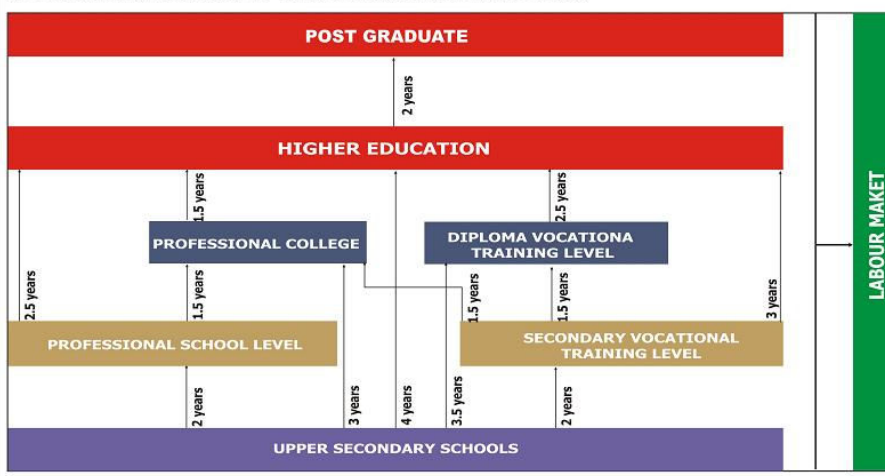 POST GRADUATE
2 years
HIGHER EDUCATION
1.5 years
2.5 years
PROFESSIONAL COLLEGE
DIPLOMA VOCATIONA
TRAINING LEVEL
2.5 years
1.5 years
1.5 years
1.5 years
3 years
PROFESSIONAL SCHOOL LEVEL
SECONDARY VOCATIONAL
TRAINING LEVEL
2 years
3 years
4 years
3.5 years
2 years
UPPER SECONDARY SCHOOLS
LABOUR MAKET